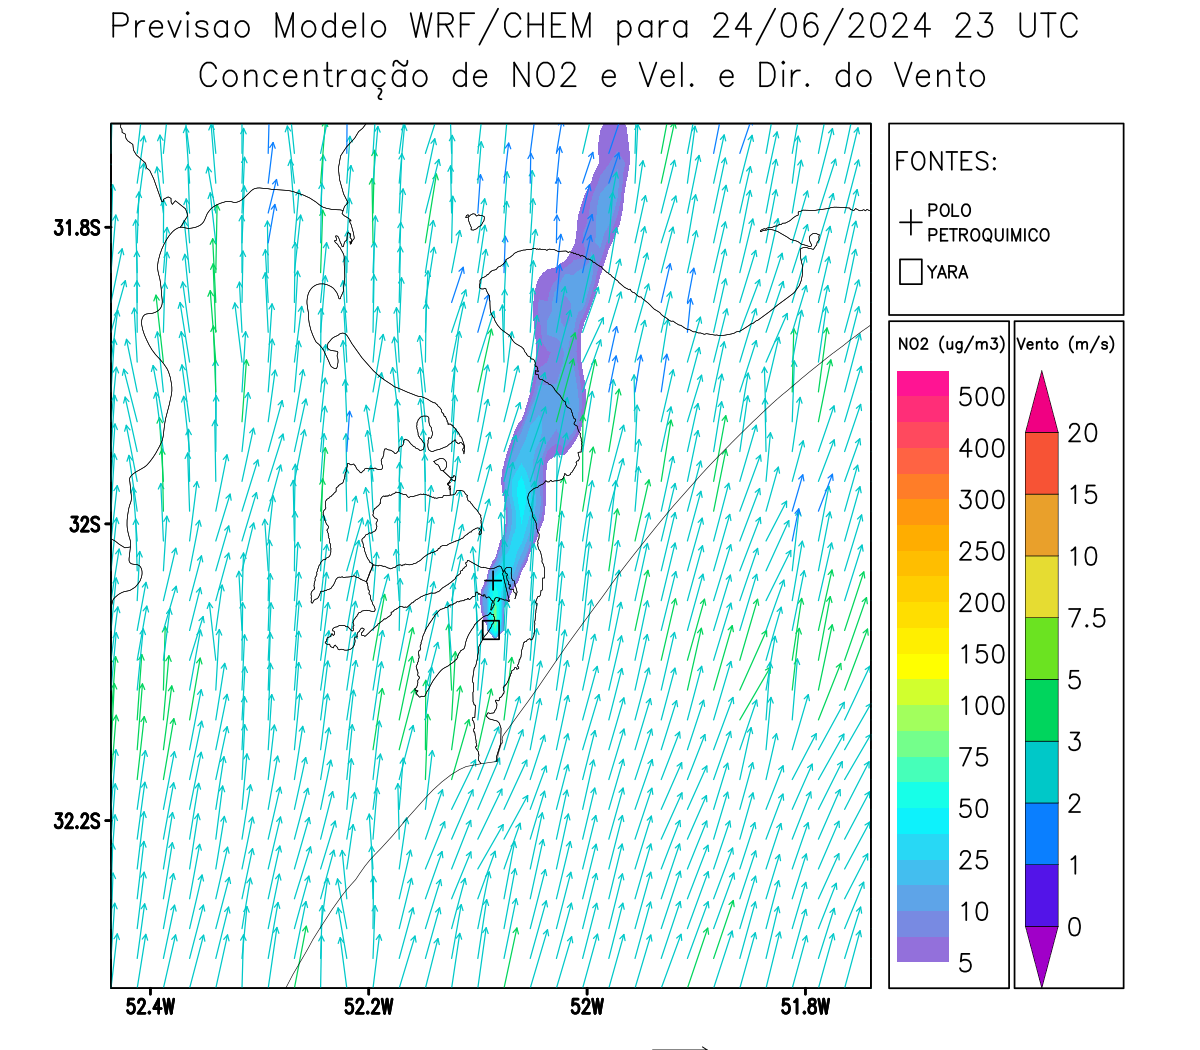 Previsao Modelo WRF/CHEM para 24/06/2024 23 UTC
Concentração de NO2 e Vel. e Dir. do Vento
FONTES:
POLO
PETROQUIMICO
YARA
NO2 (ug/m3)
500
400
300
250
200
150
100
75
50
25
10
5
Vento (m/s)
20
15
10
7.5
5
3
2
1
0
31.8S
32S
32.2S
52.4W
52.2W
52W
51.8W